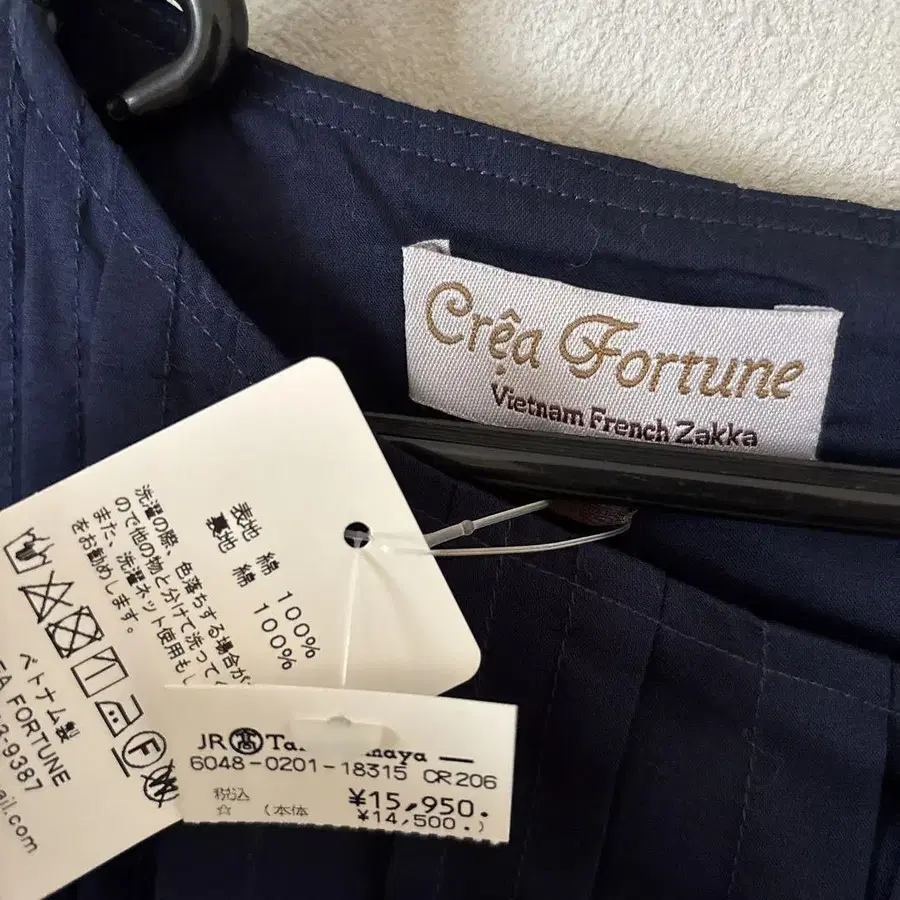 Crêa Fortune
Vietnam French Zakka
表地 綿 100%
裏地 綿 100%
洗濯の際、色落ちする場合が
ので他の物と分けて洗って
また、洗濯ネット使用も
をお勧めします。
ベトナム製
FORTUNE
-9387
ail.com
JR 髙
maya
6048-0201-18315 CR206
税込 ¥15,950.
☆ (本体 ¥14,500.)